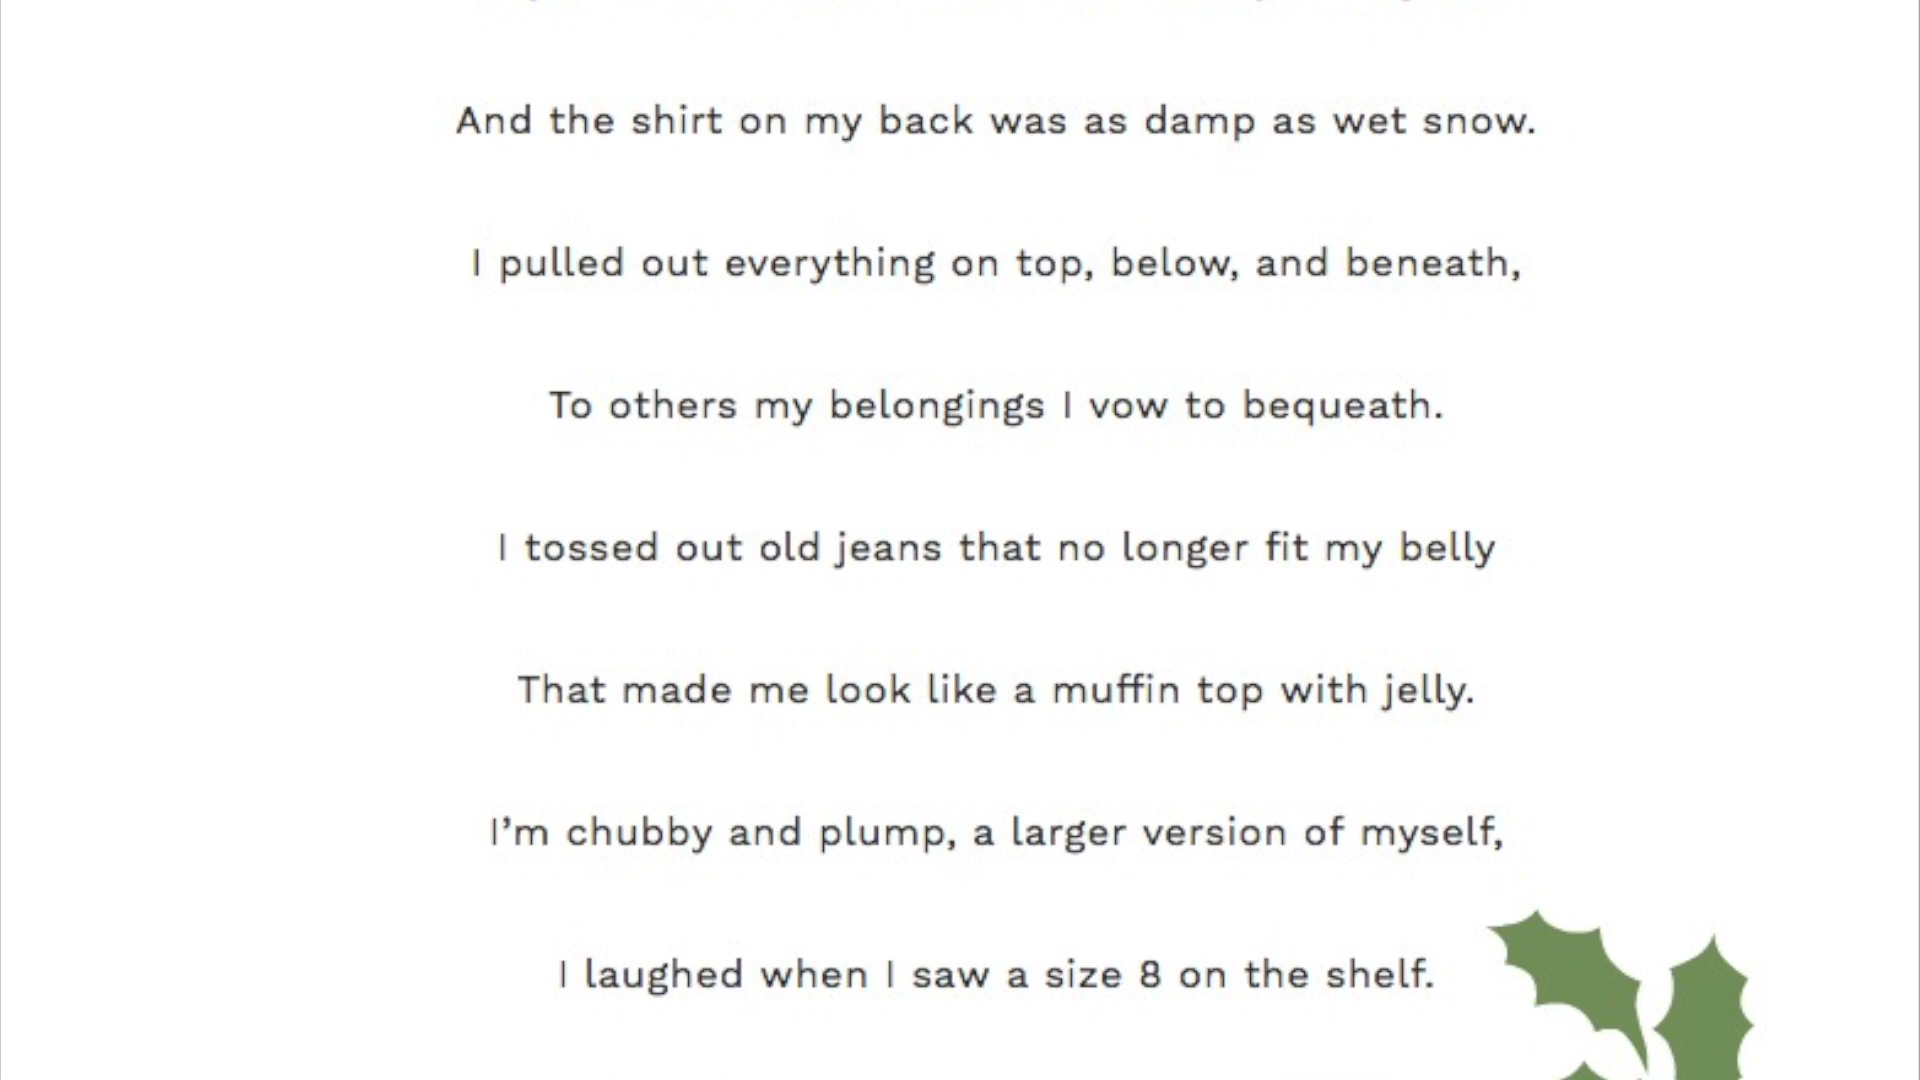 And the shirt on my back was as damp as wet snow.
I pulled out everything on top, below, and beneath,
To others my belongings I vow to bequeath.
I tossed out old jeans that no longer fit my belly
That made me look like a muffin top with jelly.
I’m chubby and plump, a larger version of myself,
I laughed when I saw a size 8 on the shelf.